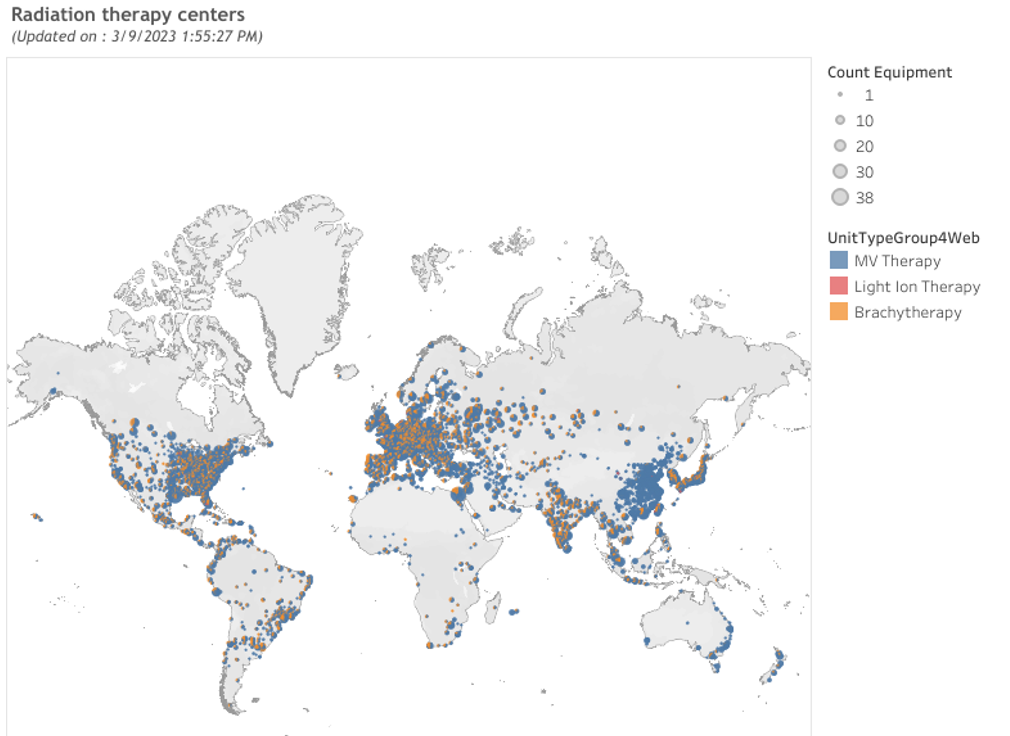 Radiation therapy centers
(Updated on : 3/9/2023 1:55:27 PM)
Count Equipment
1
10
20
30
38
UnitTypeGroup4Web
MV Therapy
Light Ion Therapy
Brachytherapy